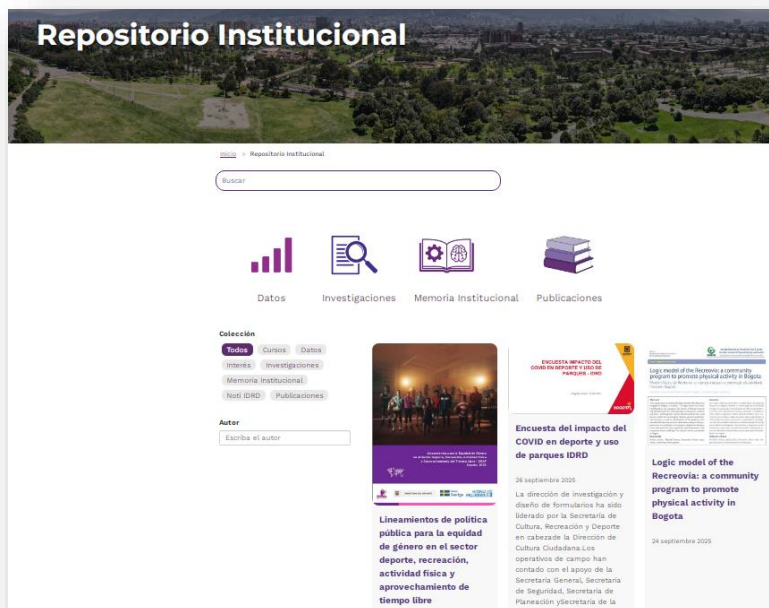 Repositorio Institucional
Inicio > Repositorio Institucional
Buscar
Datos
Investigaciones
Memoria Institucional
Publicaciones
Colección
Todos Cursos Datos
Interés Investigaciones
Memoria Institucional
Noti IDRD Publicaciones
Autor
Escriba el autor
Lineamientos de política
pública para la equidad
de género en el sector
deporte, recreación,
actividad física y
aprovechamiento de
tiempo libre
ENCUESTA IMPACTO DEL
COVID EN DEPORTE Y USO DE
PARQUES - IDRD
BOGOTÁ
Encuesta del impacto del
COVID en deporte y uso
de parques IDRD
26 septiembre 2025
La dirección de investigación y
diseño de formularios ha sido
liderado por la Secretaría de
Cultura, Recreación y Deporte
en cabezade la Dirección de
Cultura Ciudadana.Los
operativos de campo han
contado con el apoyo de la
Secretaría General, Secretaría
de Seguridad, Secretaría de
Planeación ySecretaría de la
Logic model of the Recreovía: a community
program to promote physical activity in Bogota
Logic model of the
Recreovía: a community
program to promote
physical activity in
Bogota
24 septiembre 2025